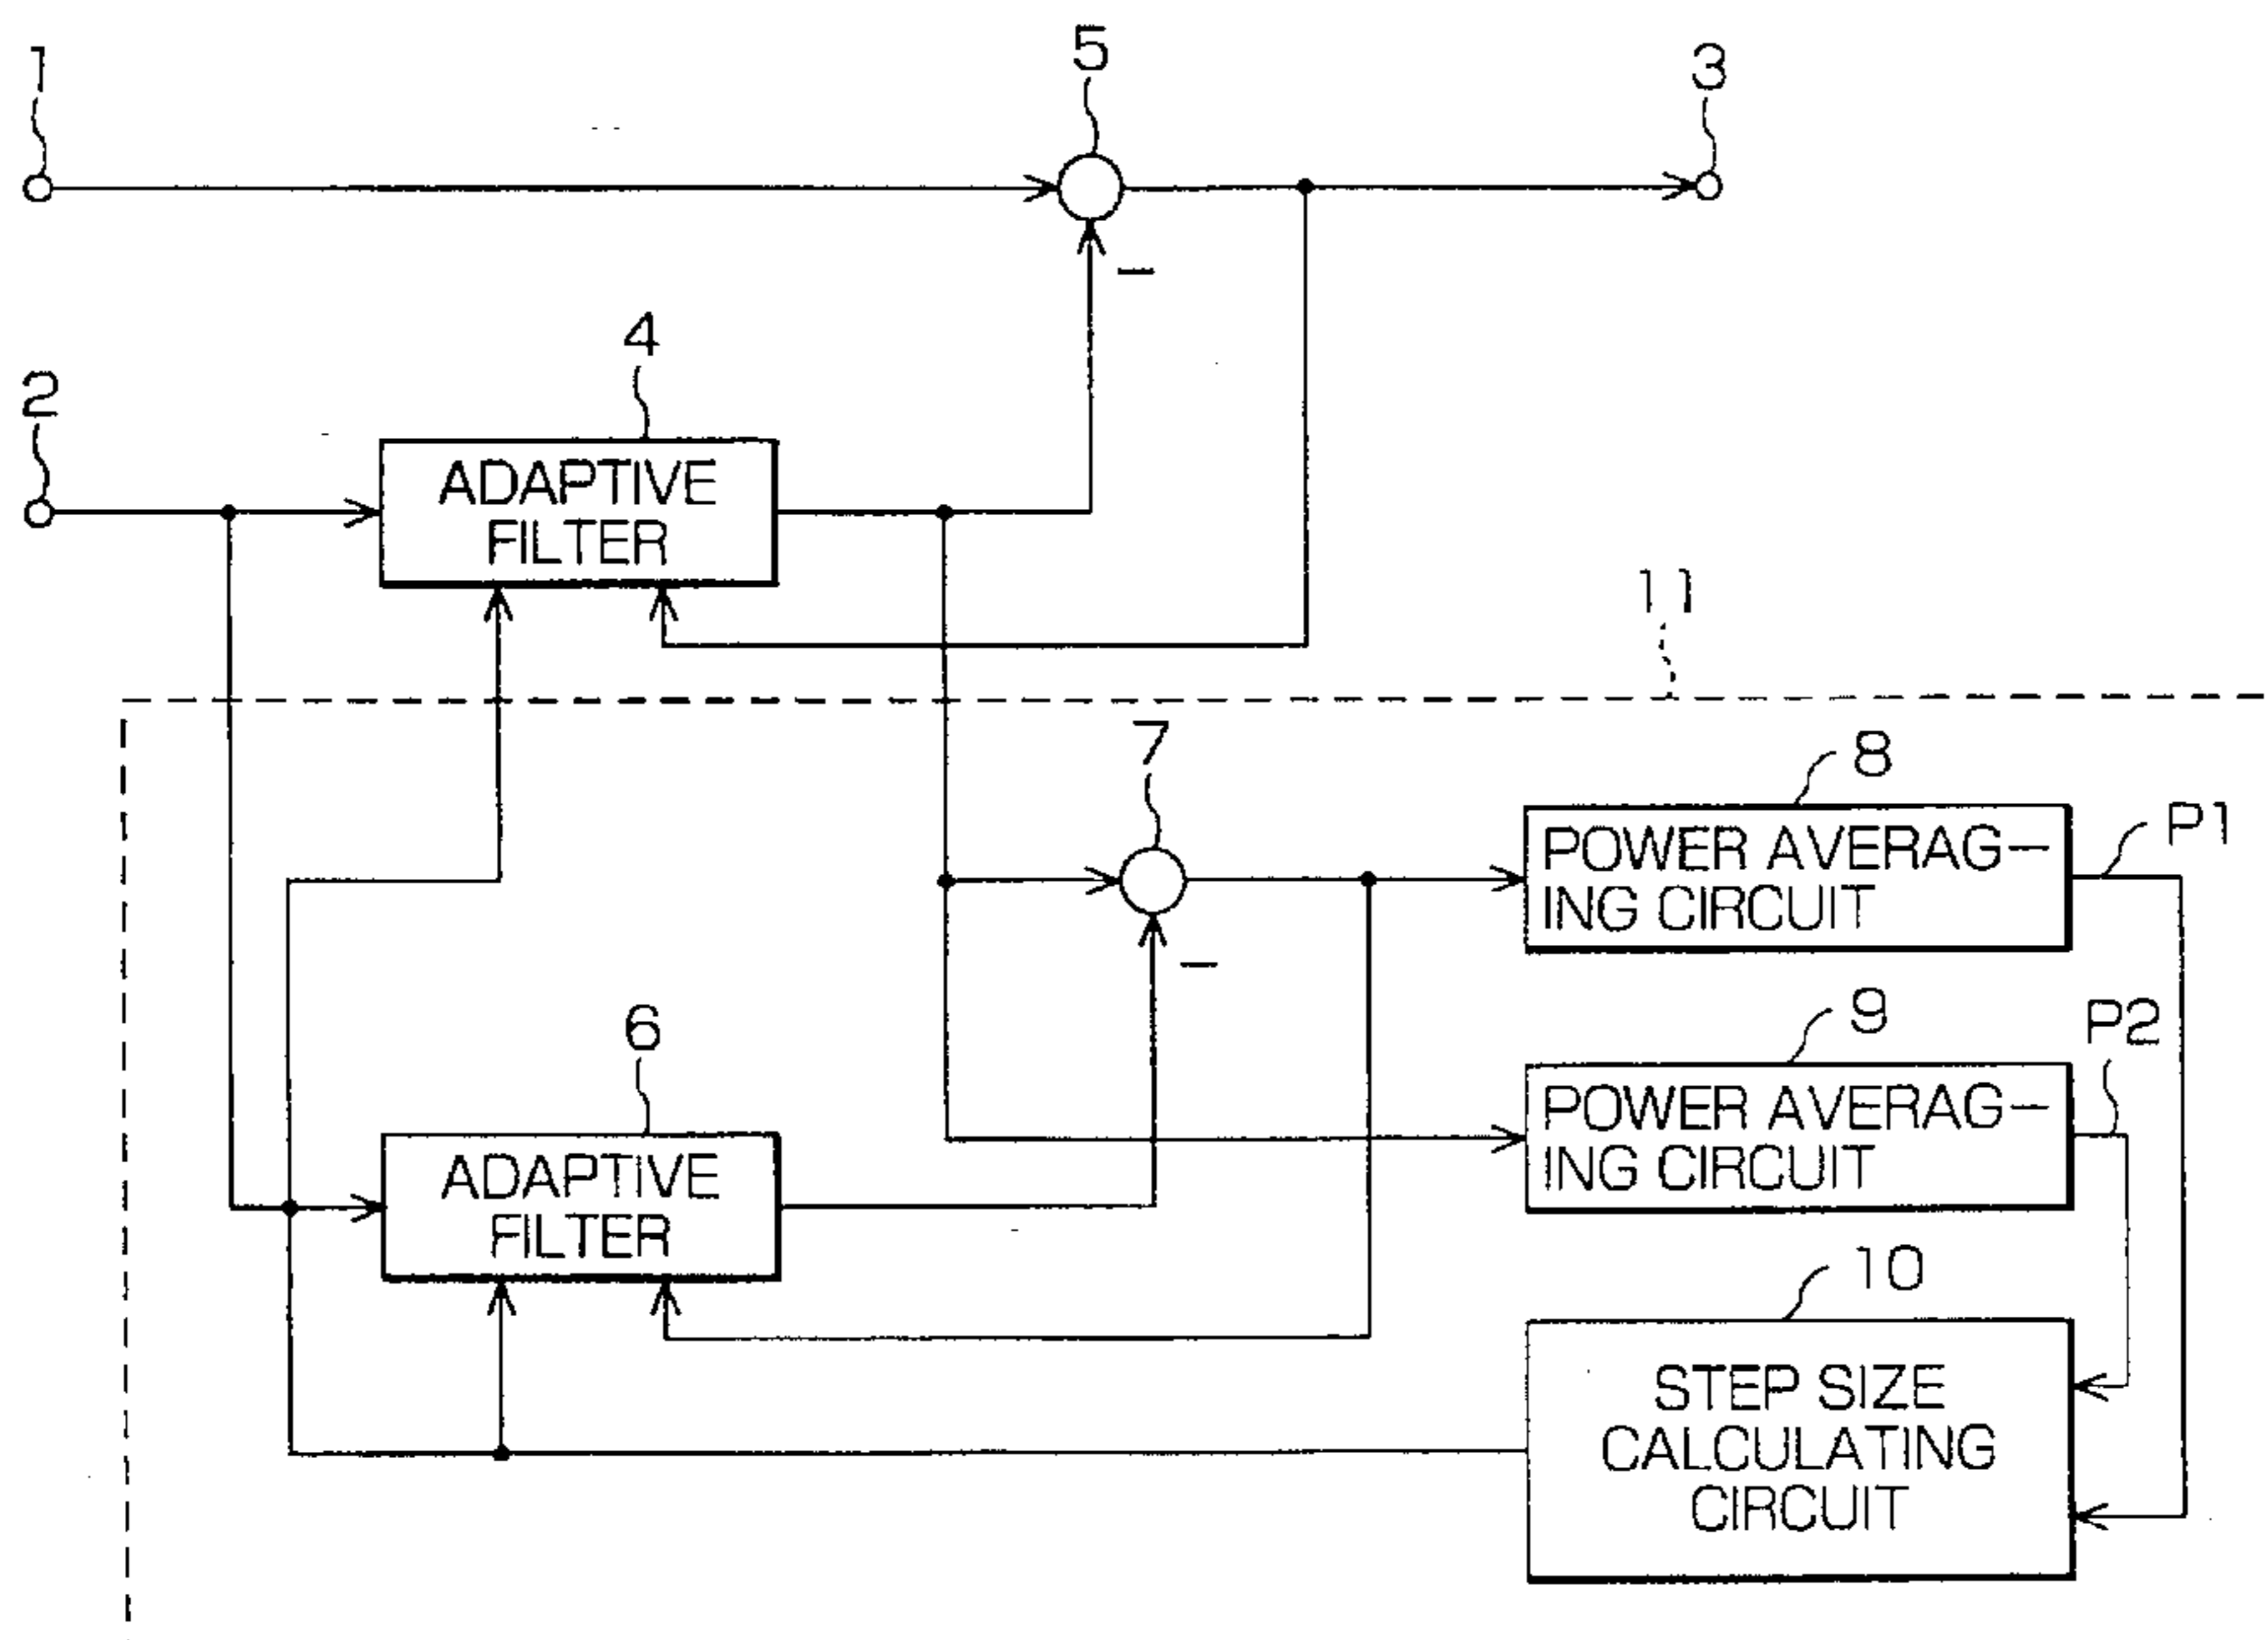 1
5
3
2
4
ADAPTIVE
FILTER
−
11
7
8
POWER AVERAG−
ING CIRCUIT
P1
−
6
ADAPTIVE
FILTER
9
POWER AVERAG−
ING CIRCUIT
P2
10
STEP SIZE
CALCULATING
CIRCUIT